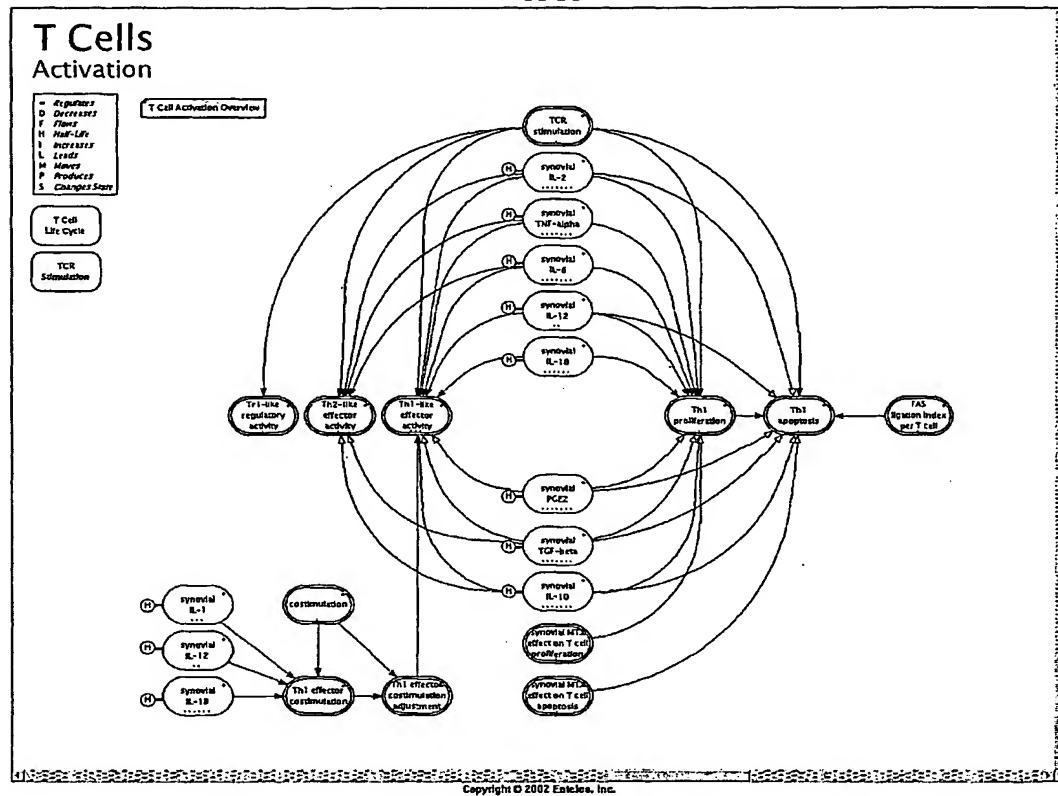 T Cells
Activation
= Regulates
D Decreases
F Flows
H Half-Life
I Increases
L Leads
M Moves
P Produces
S Changes State
T Cell Activation Overview
T Cell
Life Cycle
TCR
Stimulation
TCR
stimulation
H
synovial
IL-2
H
synovial
TNF-alpha
H
synovial
IL-6
H
synovial
IL-12
H
synovial
IL-18
Tr1-like
regulatory
activity
Th2-like
effector
activity
Th1-like
effector
activity
Th1
proliferation
Th1
apoptosis
FAS
ligation index
per T cell
H
synovial
PGE2
H
synovial
TGF-beta
H
synovial
IL-10
synovial MTX
effect on T cell
proliferation
synovial MTX
effect on T cell
apoptosis
H
synovial
IL-1
H
synovial
IL-12
H
synovial
IL-18
costimulation
Th1 effector
costimulation
Th1 effector
costimulation
adjustment
Copyright © 2002 Entelos, Inc.